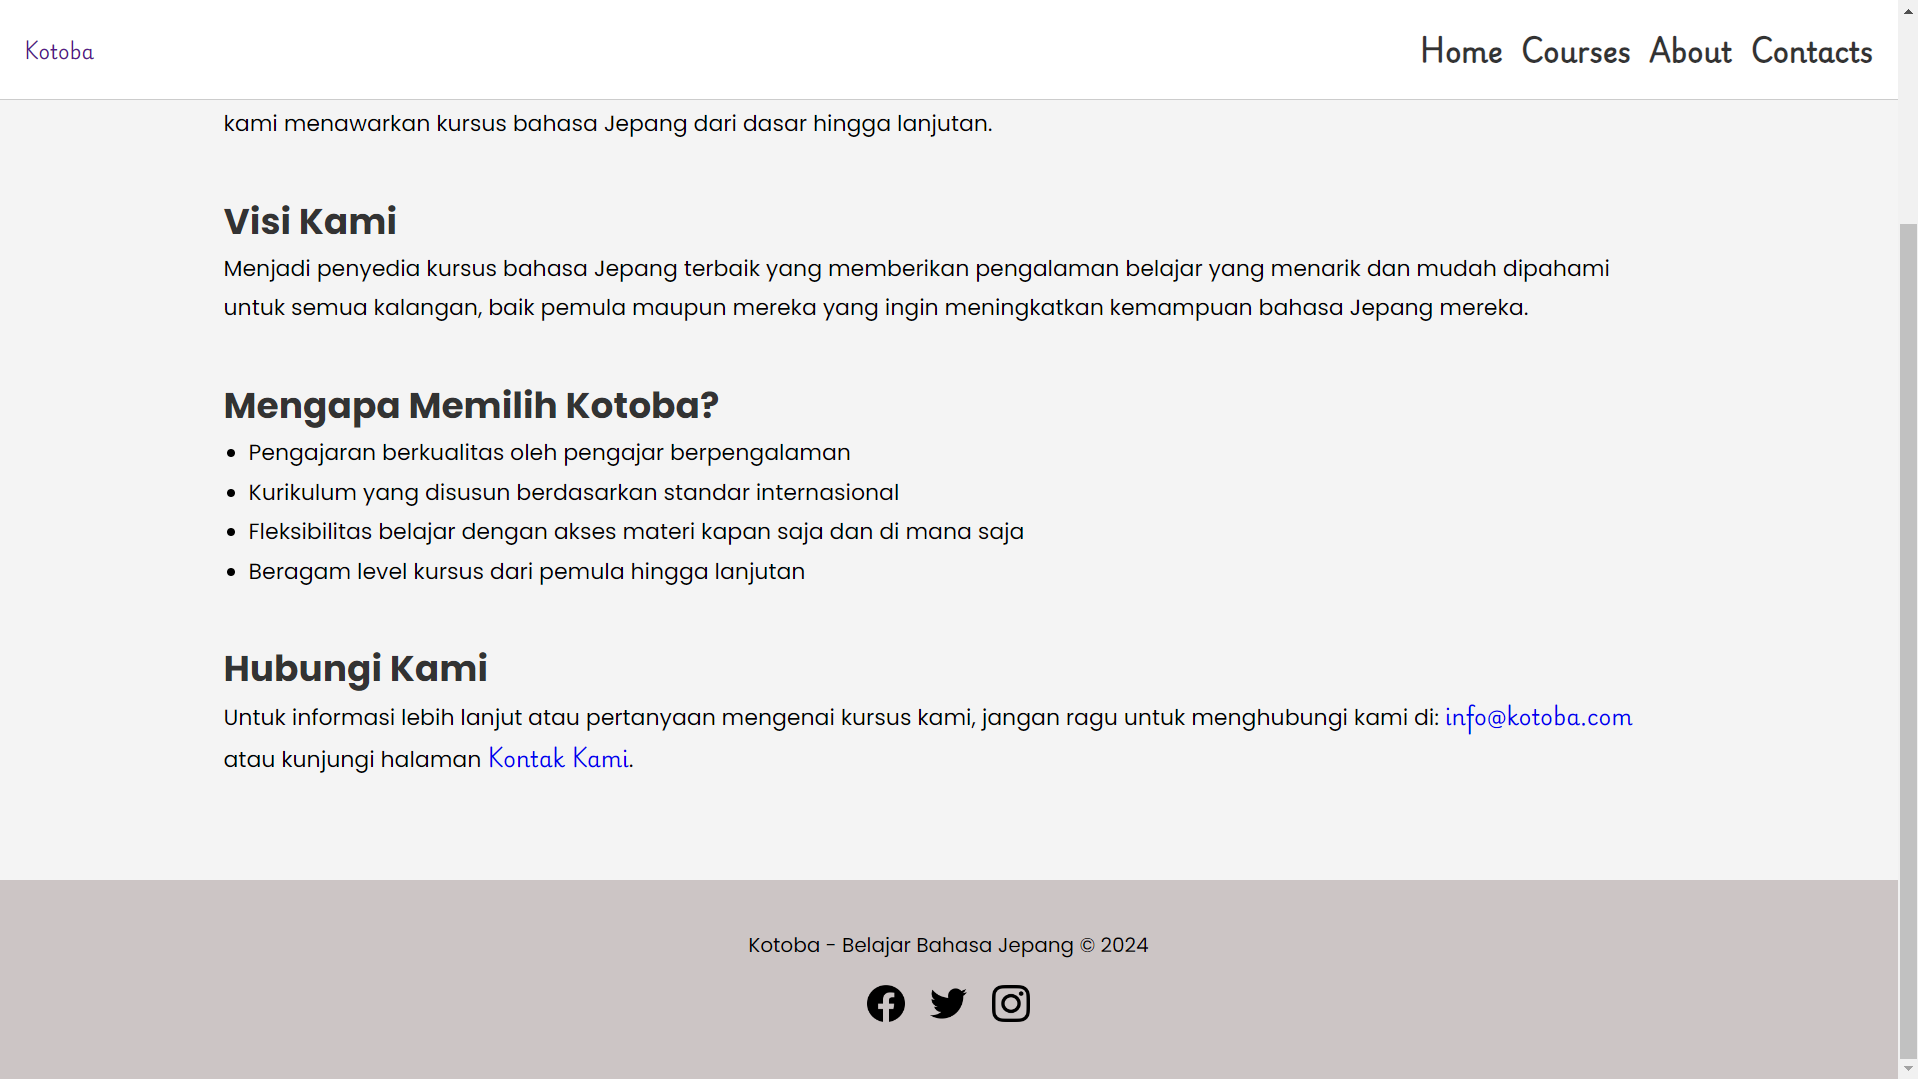 Kotoba
Home Courses About Contacts
kami menawarkan kursus bahasa Jepang dari dasar hingga lanjutan.
Visi Kami
Menjadi penyedia kursus bahasa Jepang terbaik yang memberikan pengalaman belajar yang menarik dan mudah dipahami
untuk semua kalangan, baik pemula maupun mereka yang ingin meningkatkan kemampuan bahasa Jepang mereka.
Mengapa Memilih Kotoba?
• Pengajaran berkualitas oleh pengajar berpengalaman
• Kurikulum yang disusun berdasarkan standar internasional
• Fleksibilitas belajar dengan akses materi kapan saja dan di mana saja
• Beragam level kursus dari pemula hingga lanjutan
Hubungi Kami
Untuk informasi lebih lanjut atau pertanyaan mengenai kursus kami, jangan ragu untuk menghubungi kami di: info@kotoba.com
atau kunjungi halaman Kontak Kami.
Kotoba - Belajar Bahasa Jepang © 2024